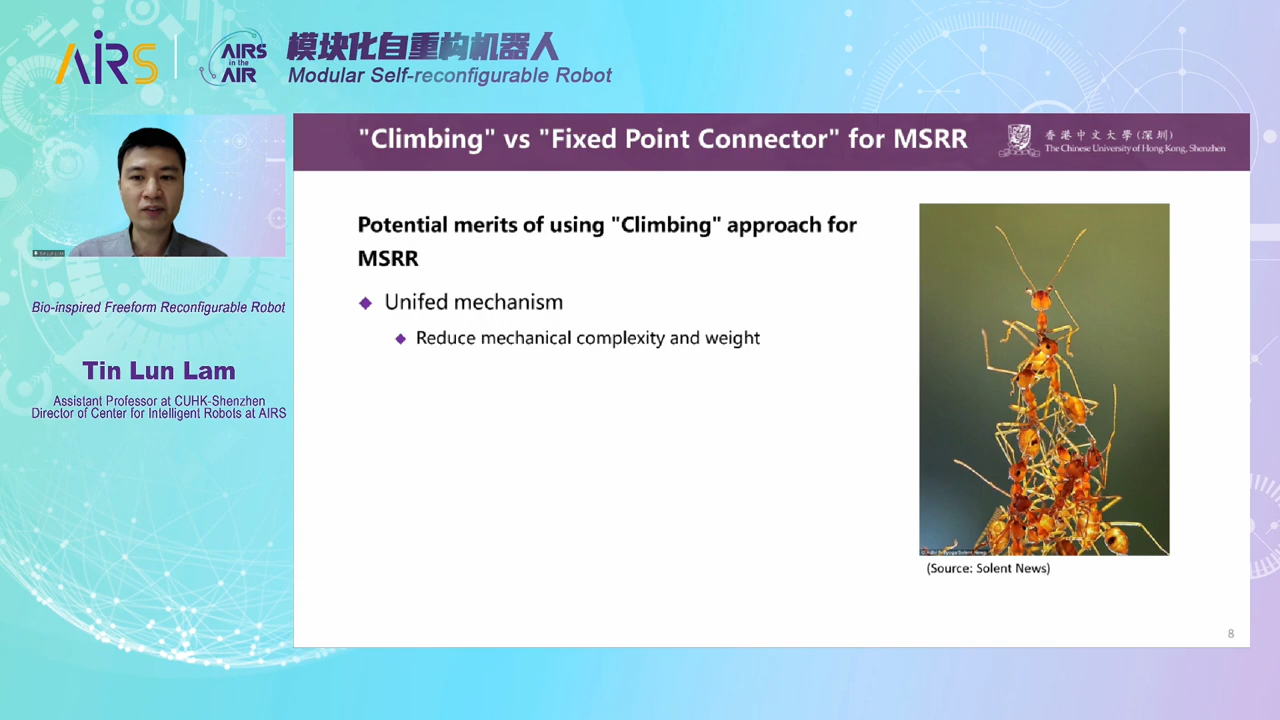 AIRS
AIRS
in the
AIR
模块化自重构机器人
Modular Self-reconfigurable Robot
"Climbing" vs "Fixed Point Connector" for MSRR
香港中文大學(深圳)
The Chinese University of Hong Kong, Shenzhen
Potential merits of using "Climbing" approach for
MSRR
Unifed mechanism
Reduce mechanical complexity and weight
Bio-inspired Freeform Reconfigurable Robot
Tin Lun Lam
Assistant Professor at CUHK-Shenzhen
Director of Center for Intelligent Robots at AIRS
(Source: Solent News)
8